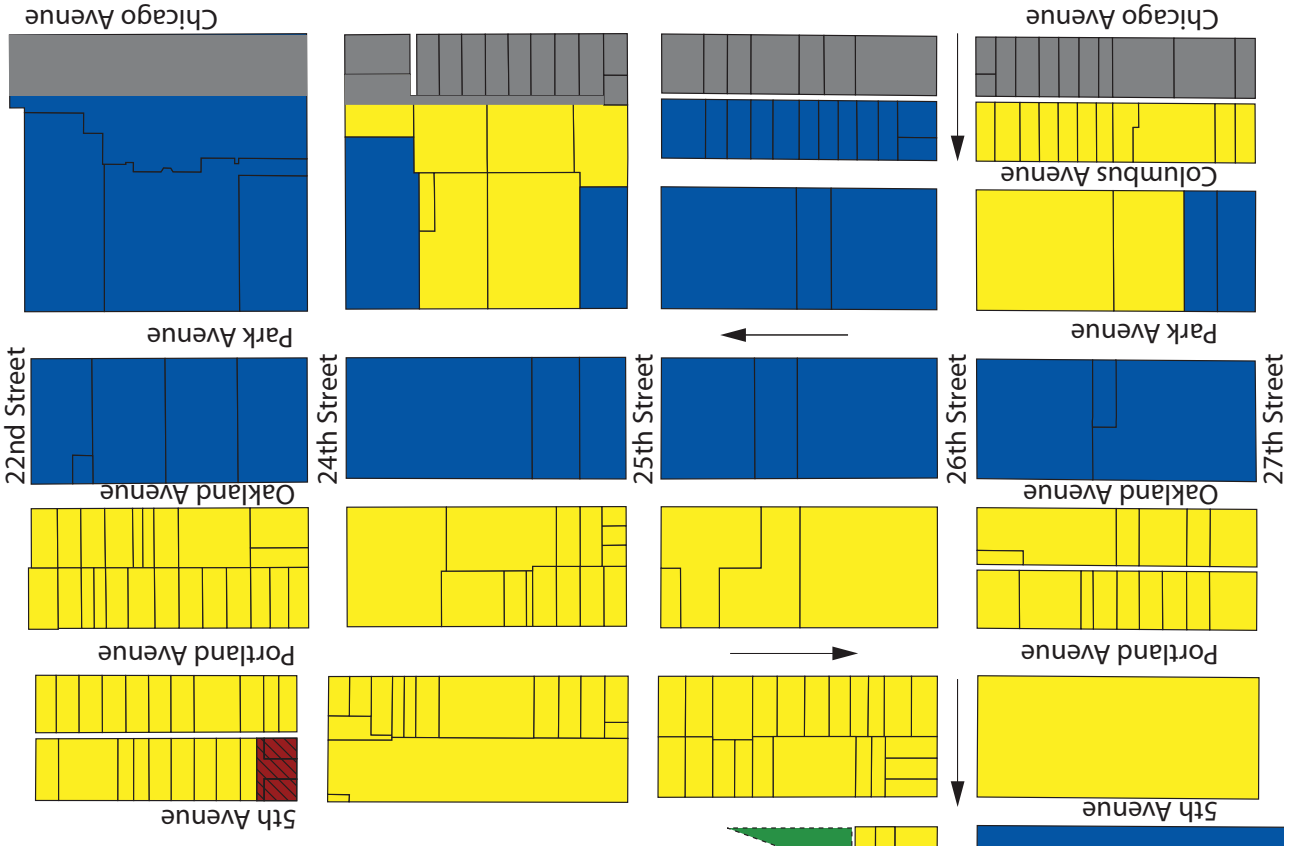 Chicago Avenue
Chicago Avenue
Columbus Avenue
Park Avenue
Park Avenue
22nd Street
24th Street
25th Street
26th Street
27th Street
Oakland Avenue
Oakland Avenue
Portland Avenue
Portland Avenue
5th Avenue
5th Avenue